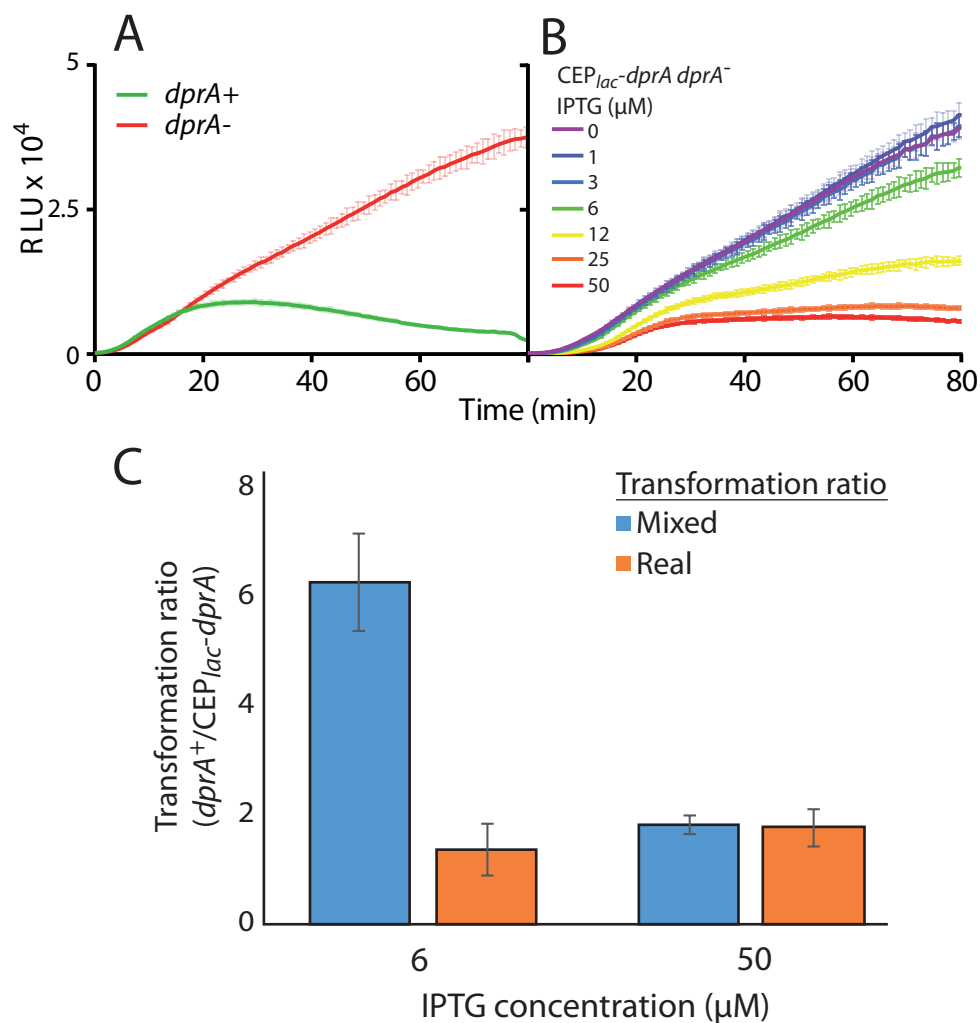 A
B
5
2.5
0
RLU x 10⁴
dprA+
dprA-
CEPlac-dprA dprA⁻
IPTG (μM)
0
1
3
6
12
25
50
0 20 40 60 20 40 60 80
Time (min)
C
8
6
4
2
0
Transformation ratio
(dprA⁺/CEPlac-dprA)
Transformation ratio
Mixed
Real
6 50
IPTG concentration (μM)